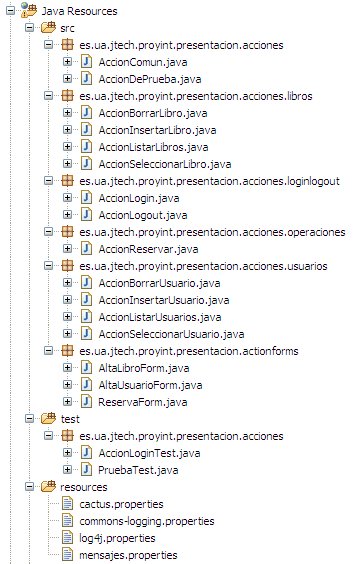 Java Resources
src
es.ua.jtech.proyint.presentacion.acciones
AccionComun.java
AccionDePrueba.java
es.ua.jtech.proyint.presentacion.acciones.libros
AccionBorrarLibro.java
AccionInsertarLibro.java
AccionListarLibros.java
AccionSeleccionarLibro.java
es.ua.jtech.proyint.presentacion.acciones.loginlogout
AccionLogin.java
AccionLogout.java
es.ua.jtech.proyint.presentacion.acciones.operaciones
AccionReservar.java
es.ua.jtech.proyint.presentacion.acciones.usuarios
AccionBorrarUsuario.java
AccionInsertarUsuario.java
AccionListarUsuarios.java
AccionSeleccionarUsuario.java
es.ua.jtech.proyint.presentacion.actionforms
AltaLibroForm.java
AltaUsuarioForm.java
ReservaForm.java
test
es.ua.jtech.proyint.presentacion.acciones
AccionLoginTest.java
PruebaTest.java
resources
cactus.properties
commons-logging.properties
log4j.properties
mensajes.properties